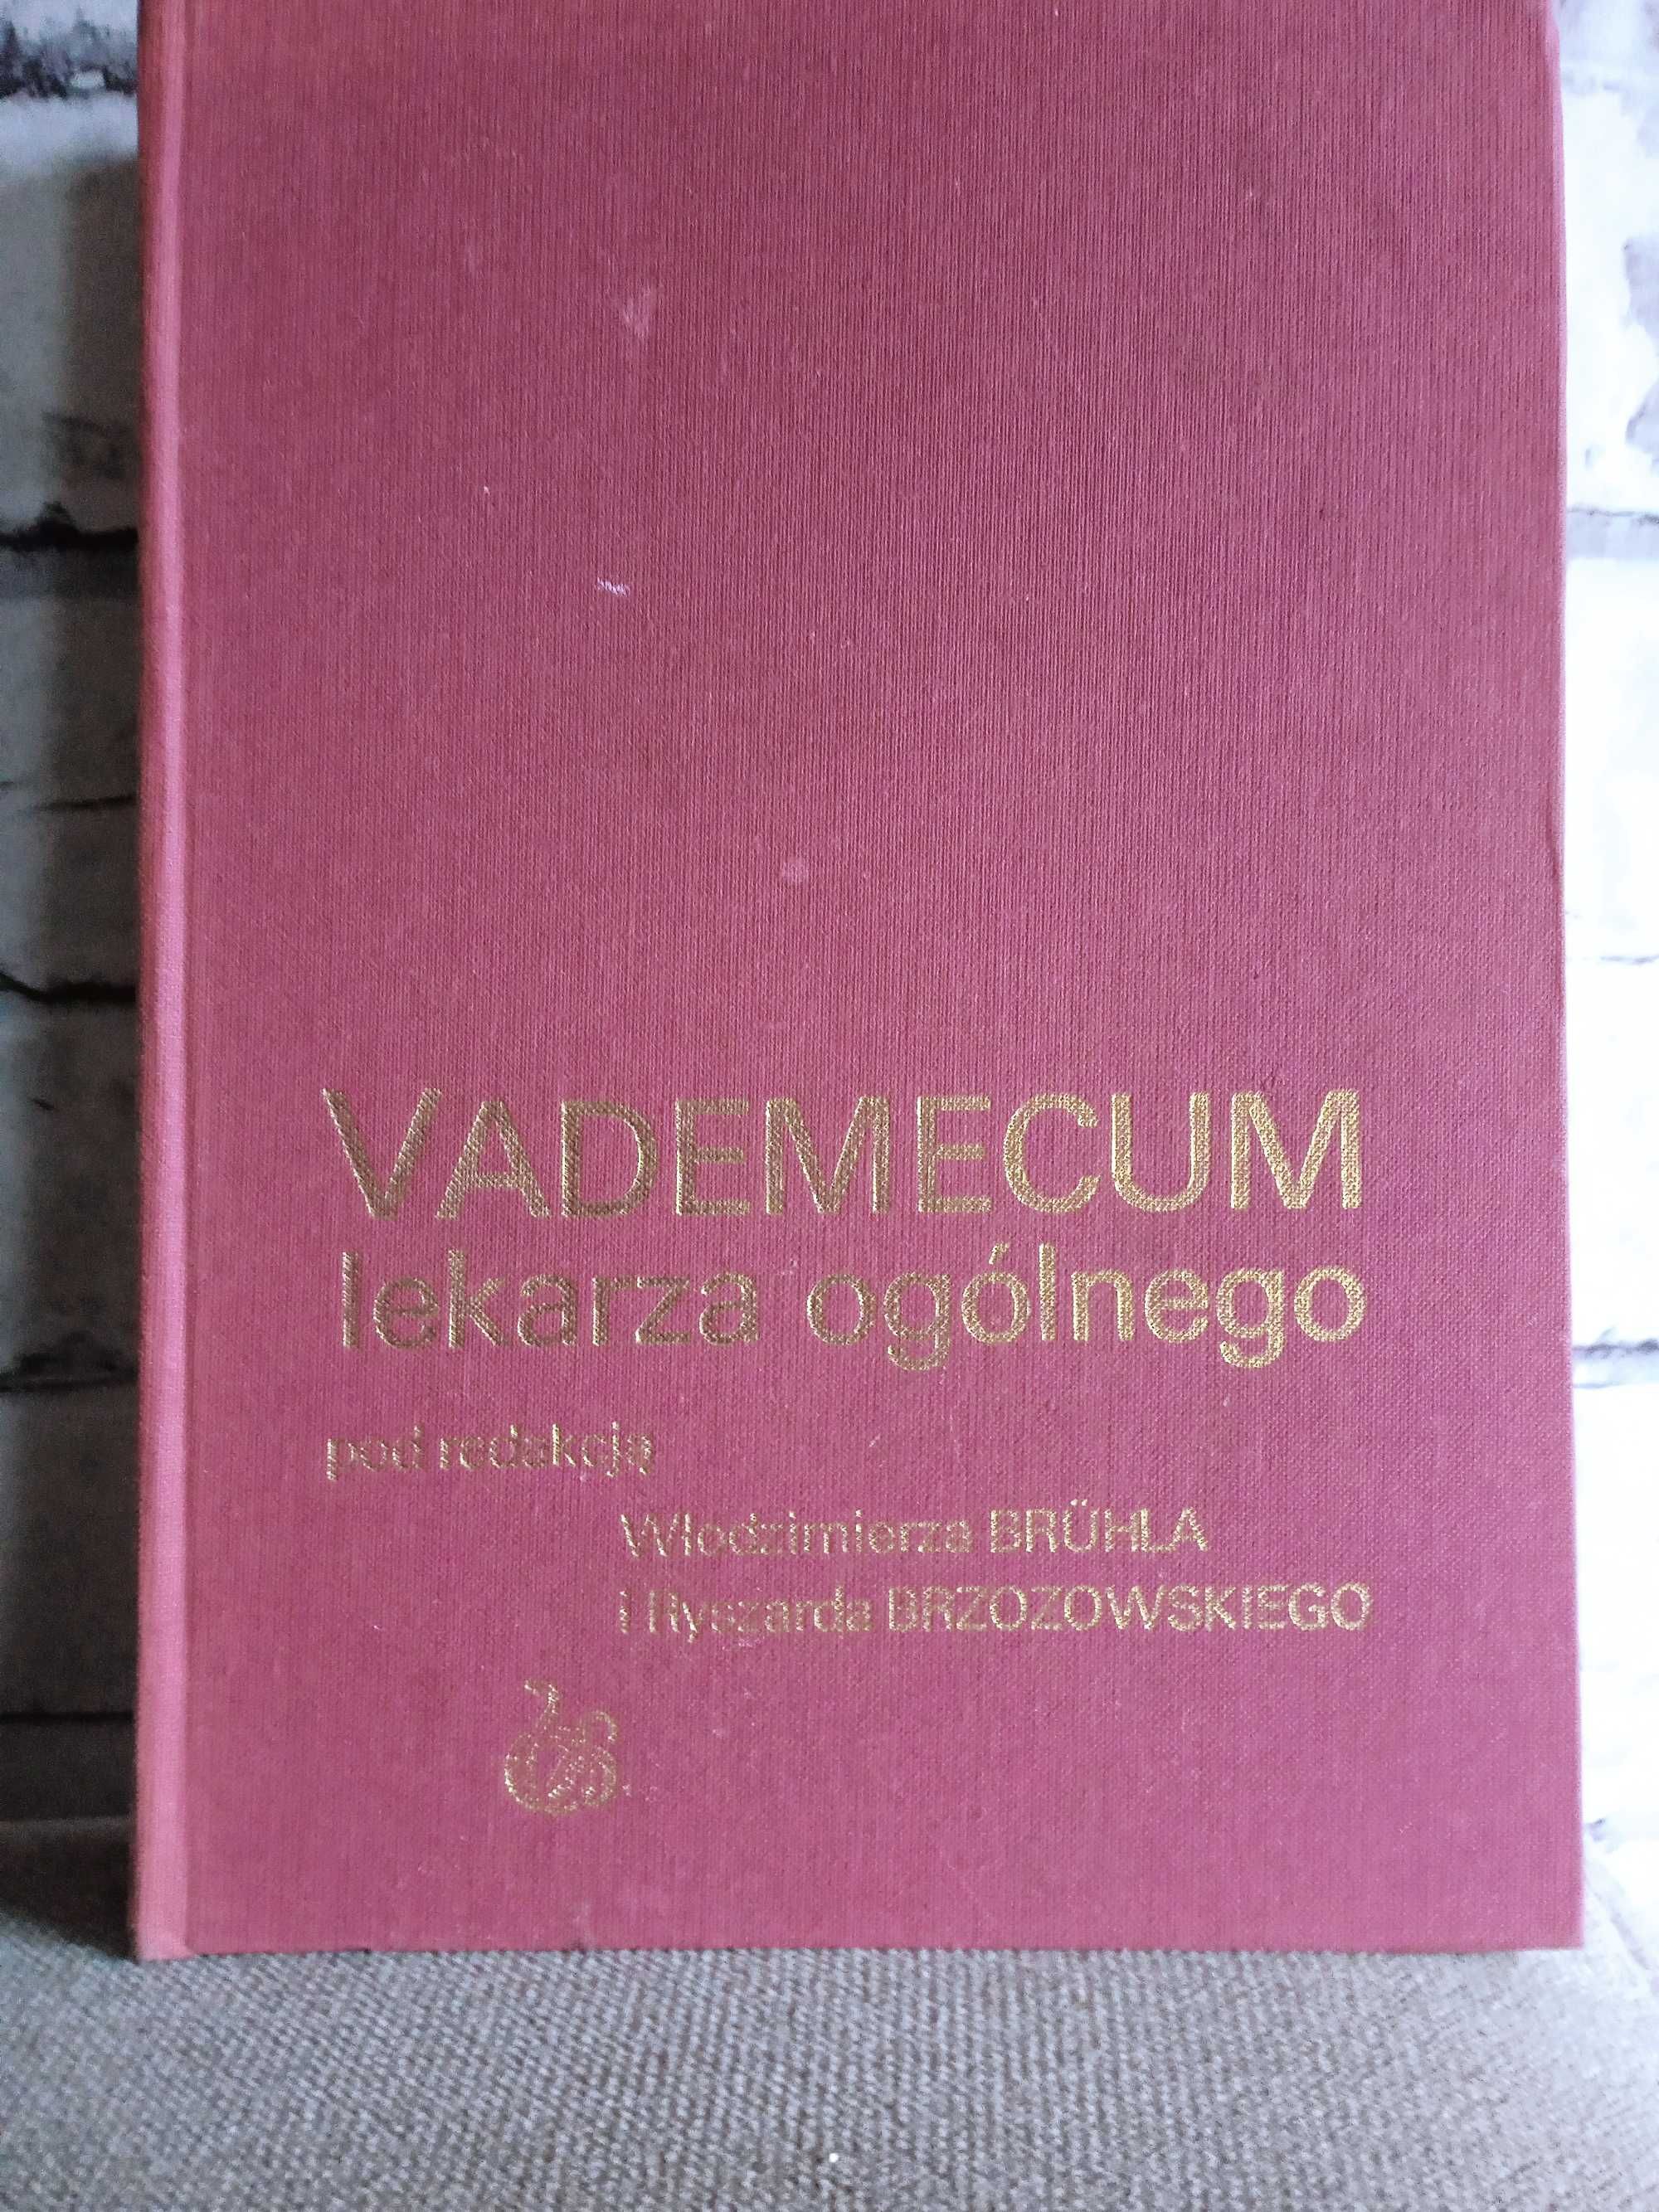 VADEMECUM
lekarza ogólnego
pod redakcją
Włodzimierza BRÜHLA
i Ryszarda BRZOZOWSKIEGO